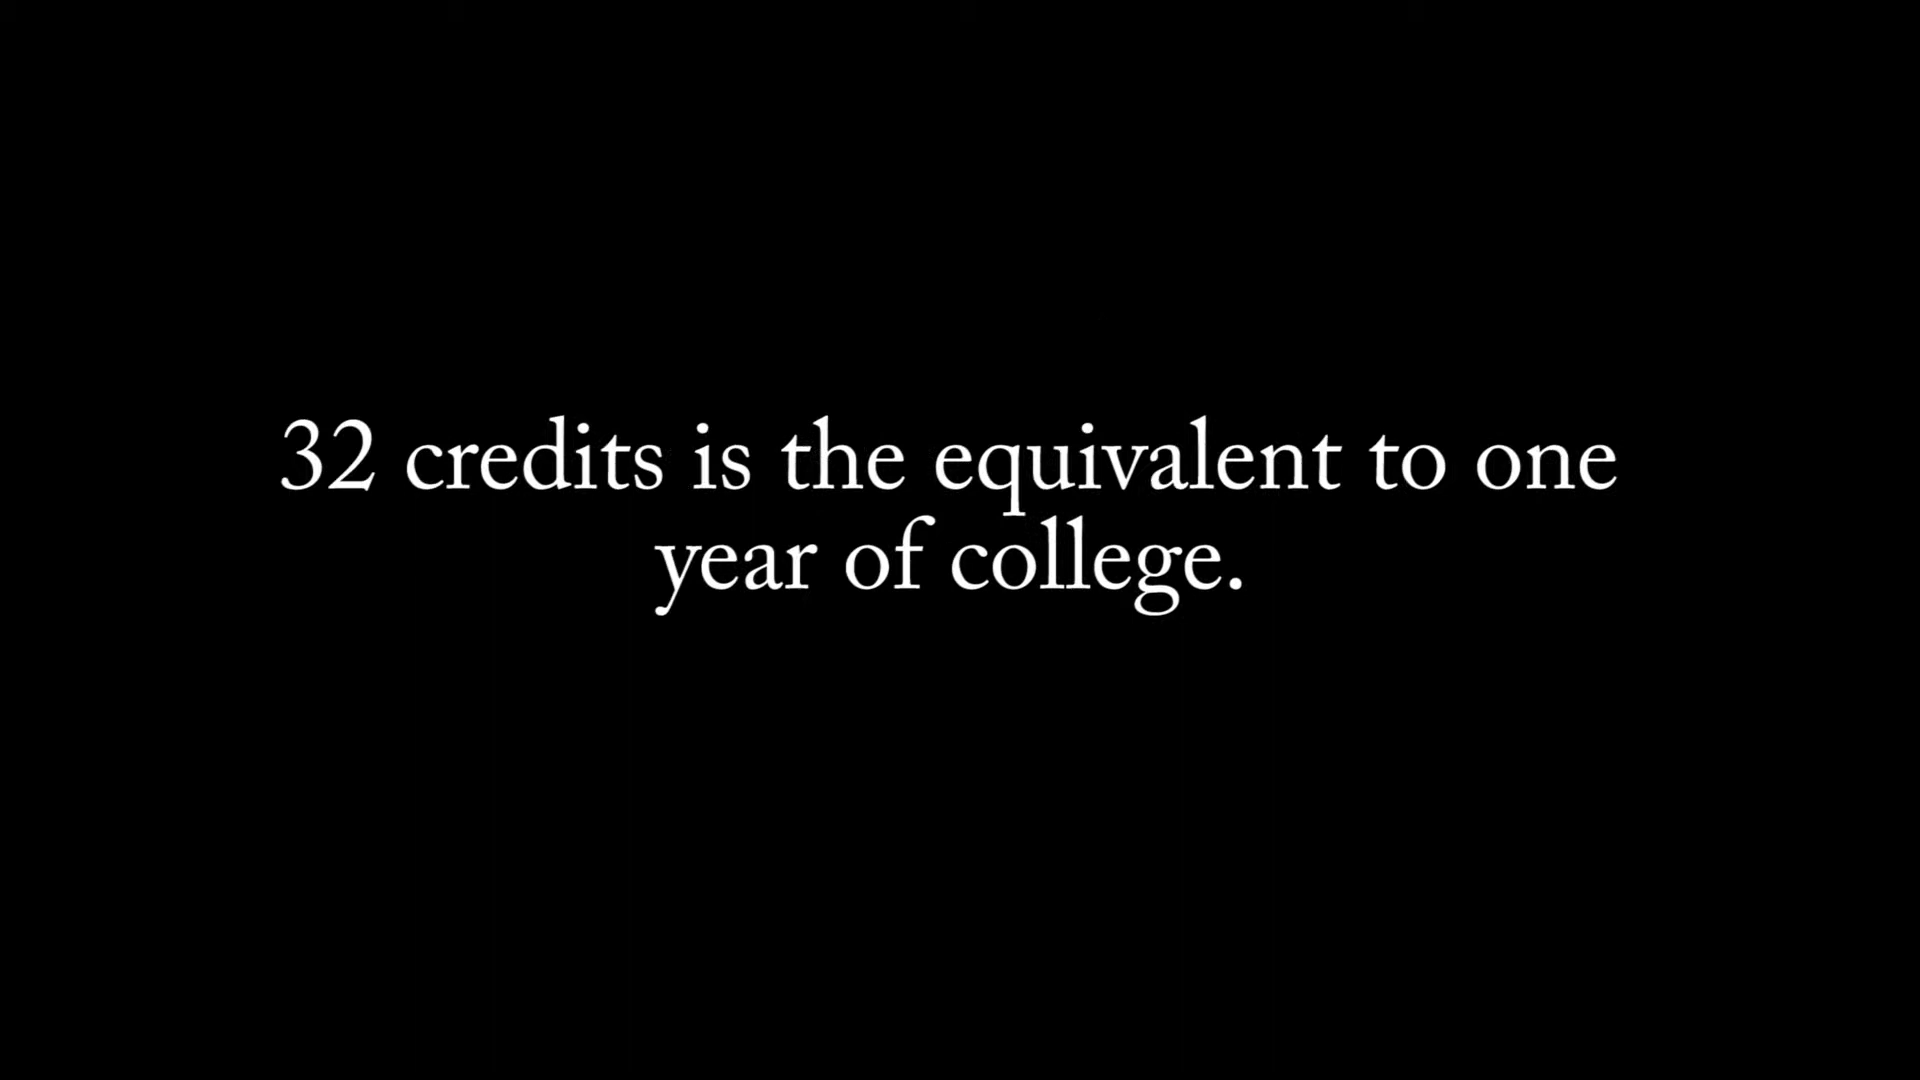 32 credits is the equivalent to one
year of college.